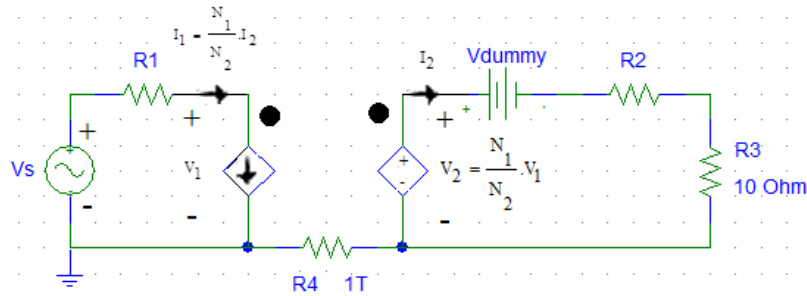 I₁ = N₁/N₂ .I₂
R1
I₂
Vdummy
R2
+
+
+
+
-
Vs
V₁
+
-
V₂ = N₁/N₂ .V₁
R3
10 Ohm
-
-
-
R4 1T